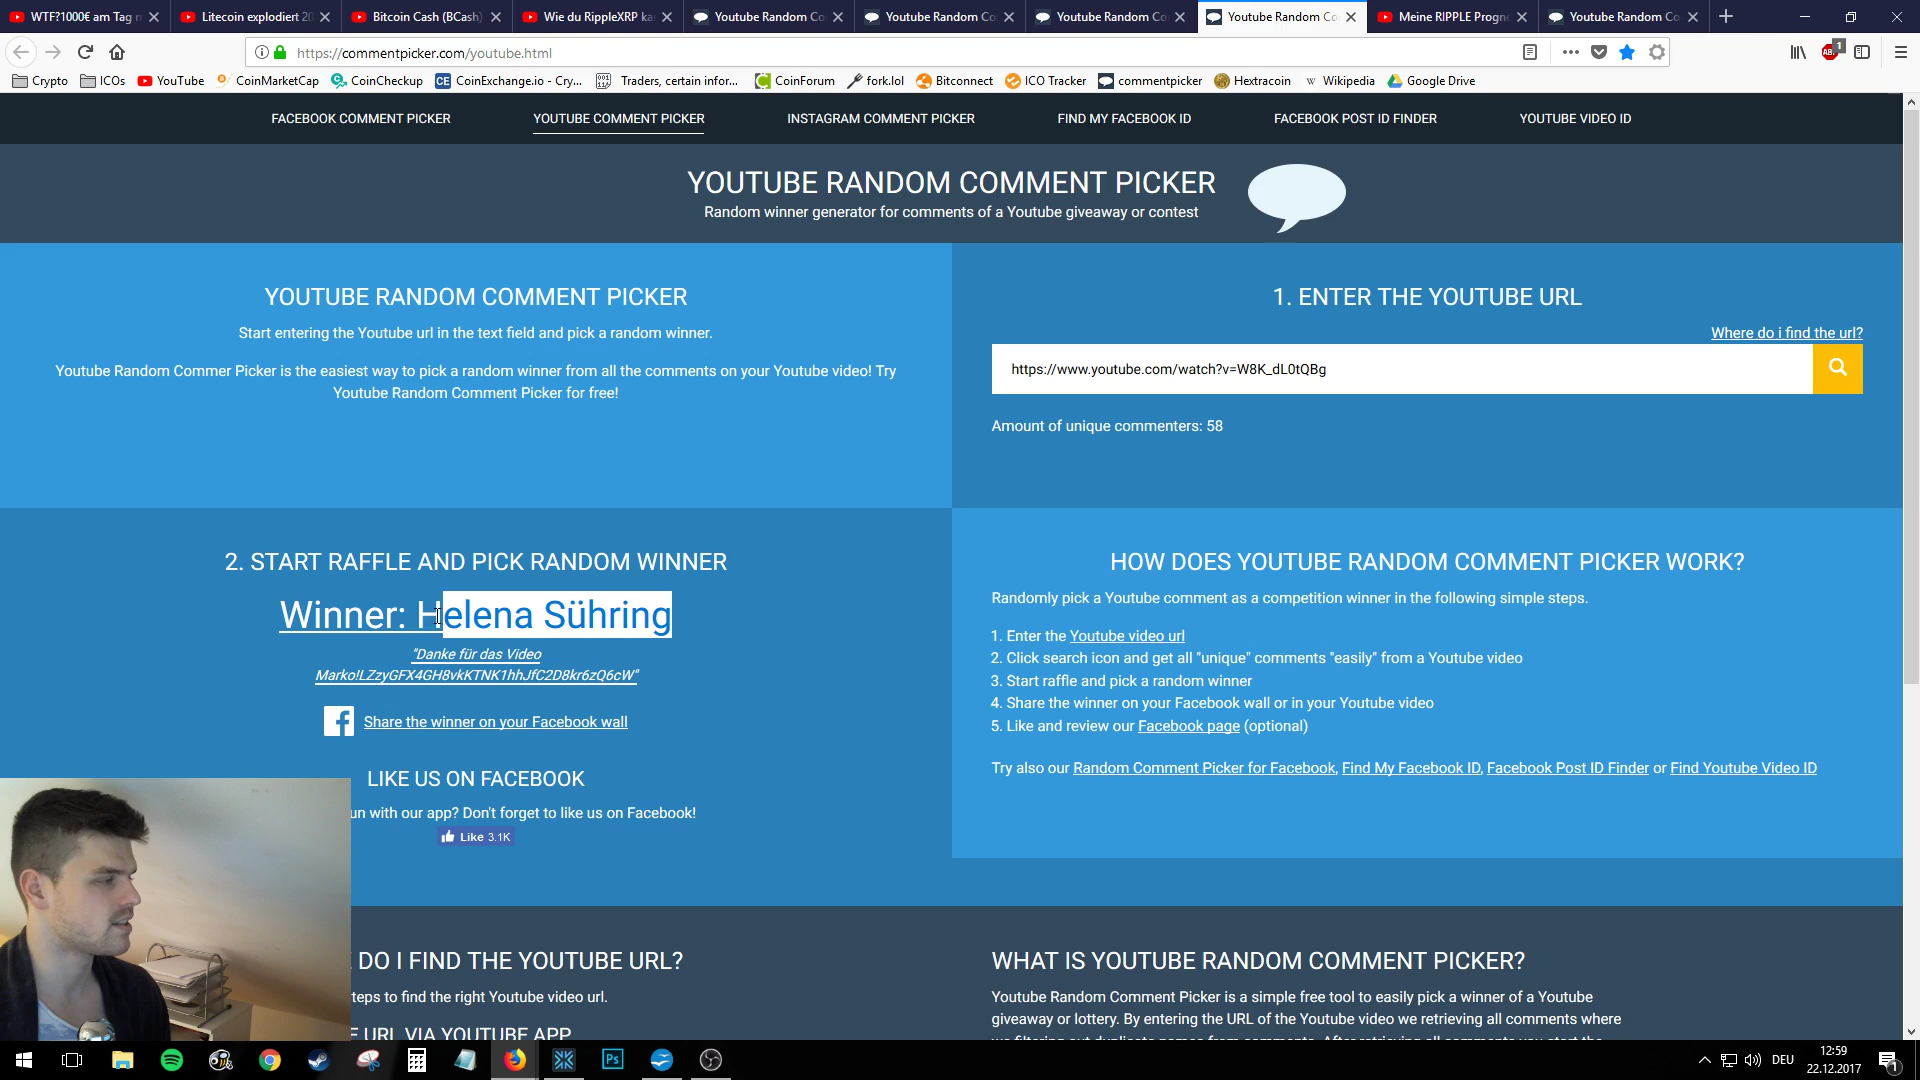 WTF?1000€ am Tag m
Litecoin explodiert 20
Bitcoin Cash (BCash)
Wie du RippleXRP ka
Youtube Random Co
Youtube Random Co
Youtube Random Co
Youtube Random Co
Meine RIPPLE Progno
Youtube Random Co
https://commentpicker.com/youtube.html
1
Crypto
ICOs
YouTube
CoinMarketCap
CoinCheckup
CE CoinExchange.io - Cry...
Traders, certain infor...
CoinForum
fork.lol
Bitconnect
ICO Tracker
commentpicker
Hextracoin
W Wikipedia
Google Drive
FACEBOOK COMMENT PICKER
YOUTUBE COMMENT PICKER
INSTAGRAM COMMENT PICKER
FIND MY FACEBOOK ID
FACEBOOK POST ID FINDER
YOUTUBE VIDEO ID
YOUTUBE RANDOM COMMENT PICKER
Random winner generator for comments of a Youtube giveaway or contest
YOUTUBE RANDOM COMMENT PICKER
Start entering the Youtube url in the text field and pick a random winner.
Youtube Random Commer Picker is the easiest way to pick a random winner from all the comments on your Youtube video! Try
Youtube Random Comment Picker for free!
1. ENTER THE YOUTUBE URL
Where do i find the url?
https://www.youtube.com/watch?v=W8K_dL0tQBg
Amount of unique commenters: 58
2. START RAFFLE AND PICK RANDOM WINNER
Winner: Helena Sühring
"Danke für das Video
Marko!LZzyGFX4GH8vkKTNK1hhJfC2D8kr6zQ6cW"
Share the winner on your Facebook wall
LIKE US ON FACEBOOK
un with our app? Don't forget to like us on Facebook!
Like 3.1K
HOW DOES YOUTUBE RANDOM COMMENT PICKER WORK?
Randomly pick a Youtube comment as a competition winner in the following simple steps.
1. Enter the Youtube video url
2. Click search icon and get all "unique" comments "easily" from a Youtube video
3. Start raffle and pick a random winner
4. Share the winner on your Facebook wall or in your Youtube video
5. Like and review our Facebook page (optional)
Try also our Random Comment Picker for Facebook, Find My Facebook ID, Facebook Post ID Finder or Find Youtube Video ID
DO I FIND THE YOUTUBE URL?
teps to find the right Youtube video url.
URL VIA YOUTUBE APP
WHAT IS YOUTUBE RANDOM COMMENT PICKER?
Youtube Random Comment Picker is a simple free tool to easily pick a winner of a Youtube
giveaway or lottery. By entering the URL of the Youtube video we retrieving all comments where
Ps
DEU
12:59
22.12.2017
1